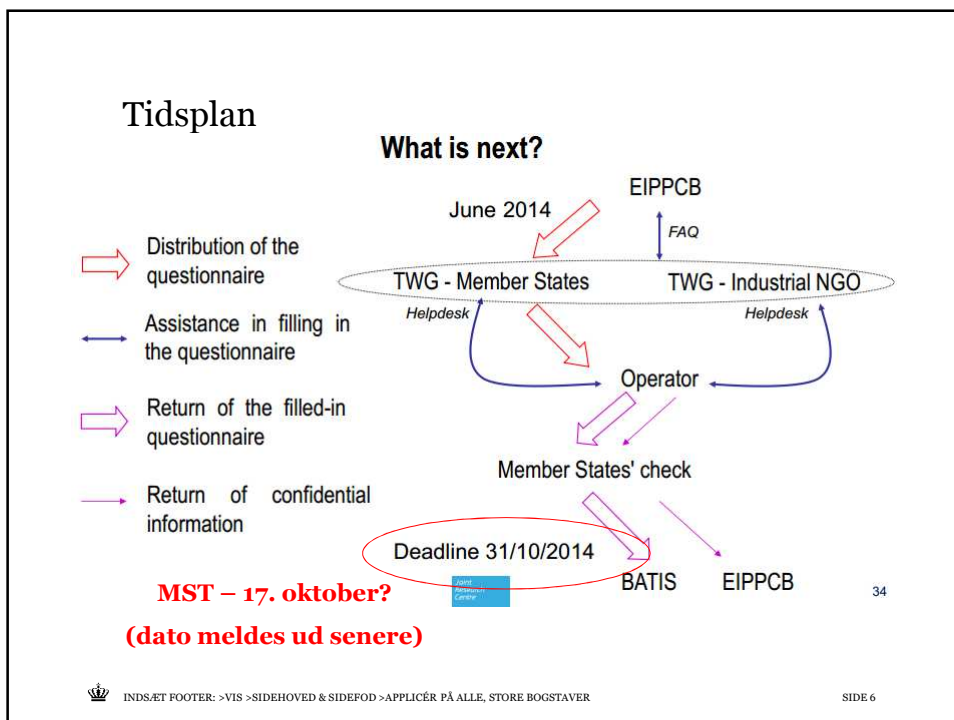 Tidsplan
What is next?
EIPPCB
June 2014
FAQ
Distribution of the
questionnaire
TWG - Member States
TWG - Industrial NGO
Helpdesk
Helpdesk
Assistance in filling in
the questionnaire
Operator
Return of the filled-in
questionnaire
Member States' check
Return of confidential
information
Deadline 31/10/2014
BATIS
EIPPCB
34
Joint
Research
Centre
MST – 17. oktober?
(dato meldes ud senere)
INDSÆT FOOTER: >VIS >SIDEHOVED & SIDEFOD >APPLICÉR PÅ ALLE, STORE BOGSTAVER
SIDE 6